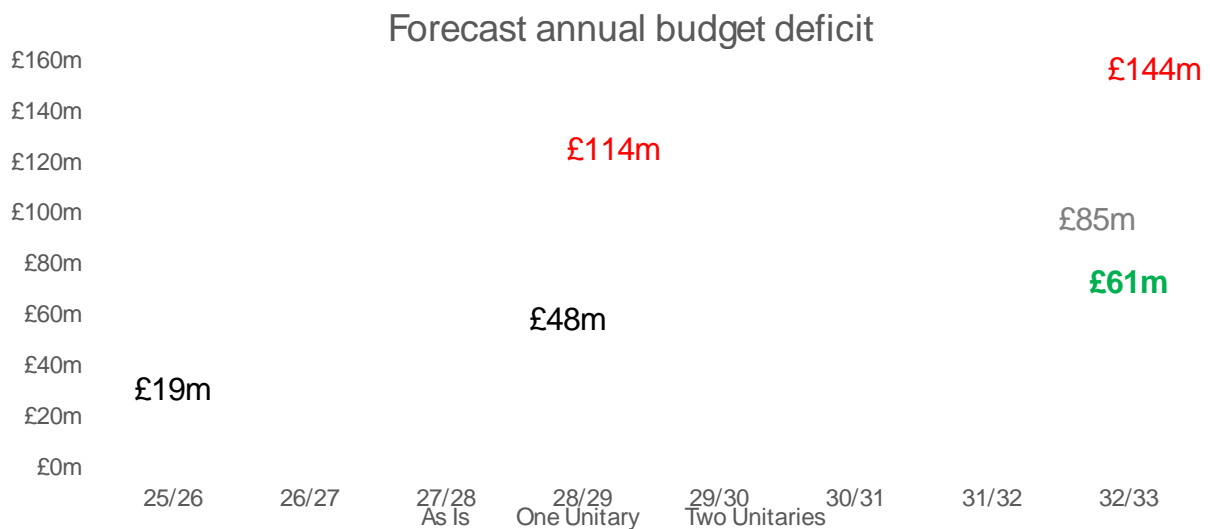 Forecast annual budget deficit
£160m
£144m
£140m
£114m
£120m
£100m
£85m
£80m
£61m
£60m
£48m
£40m
£19m
£20m
£0m
25/26 26/27 27/28 28/29 29/30 30/31 31/32 32/33
As Is One Unitary Two Unitaries